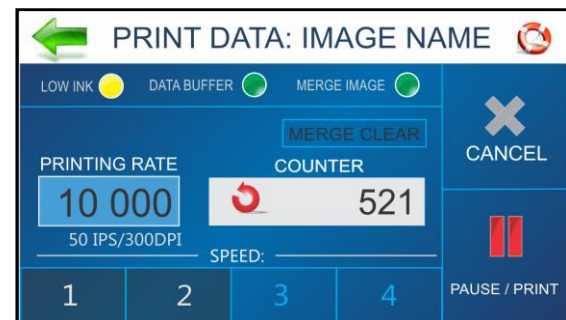 PRINT DATA: IMAGE NAME
LOW INK DATA BUFFER MERGE IMAGE
MERGE CLEAR
CANCEL
PRINTING RATE COUNTER
10 000 521
50 IPS/300DPI
SPEED:
1 2 3 4
PAUSE / PRINT